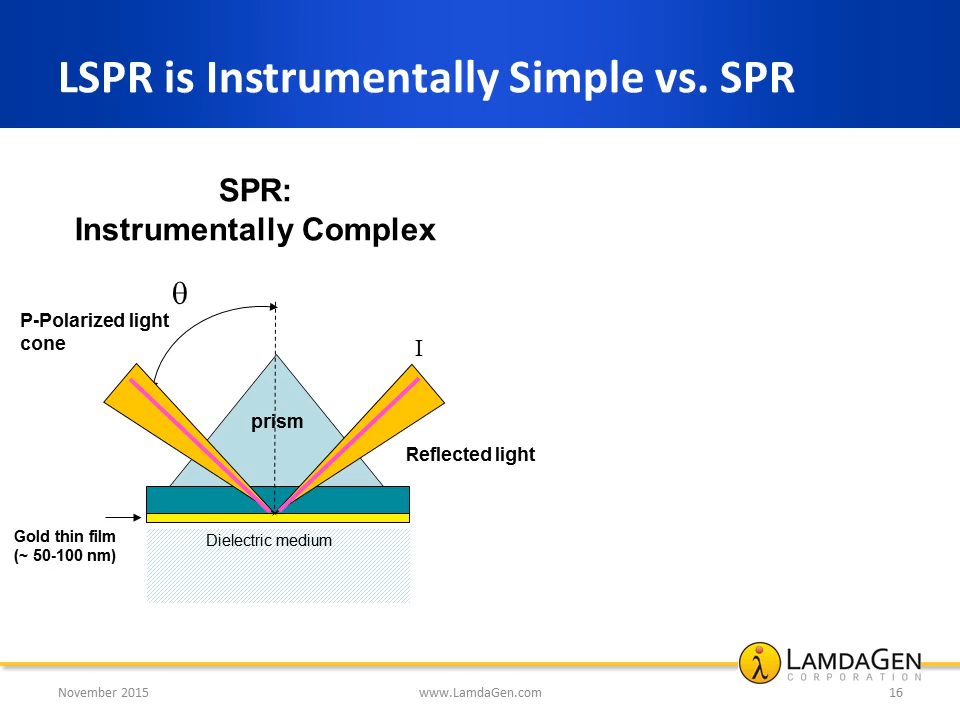 LSPR is Instrumentally Simple vs. SPR
SPR:
Instrumentally Complex
θ
P-Polarized light
cone
I
prism
Reflected light
Gold thin film
(~ 50-100 nm)
Dielectric medium
λ
LAMDAGEN
CORPORATION
November 2015
www.LamdaGen.com
16